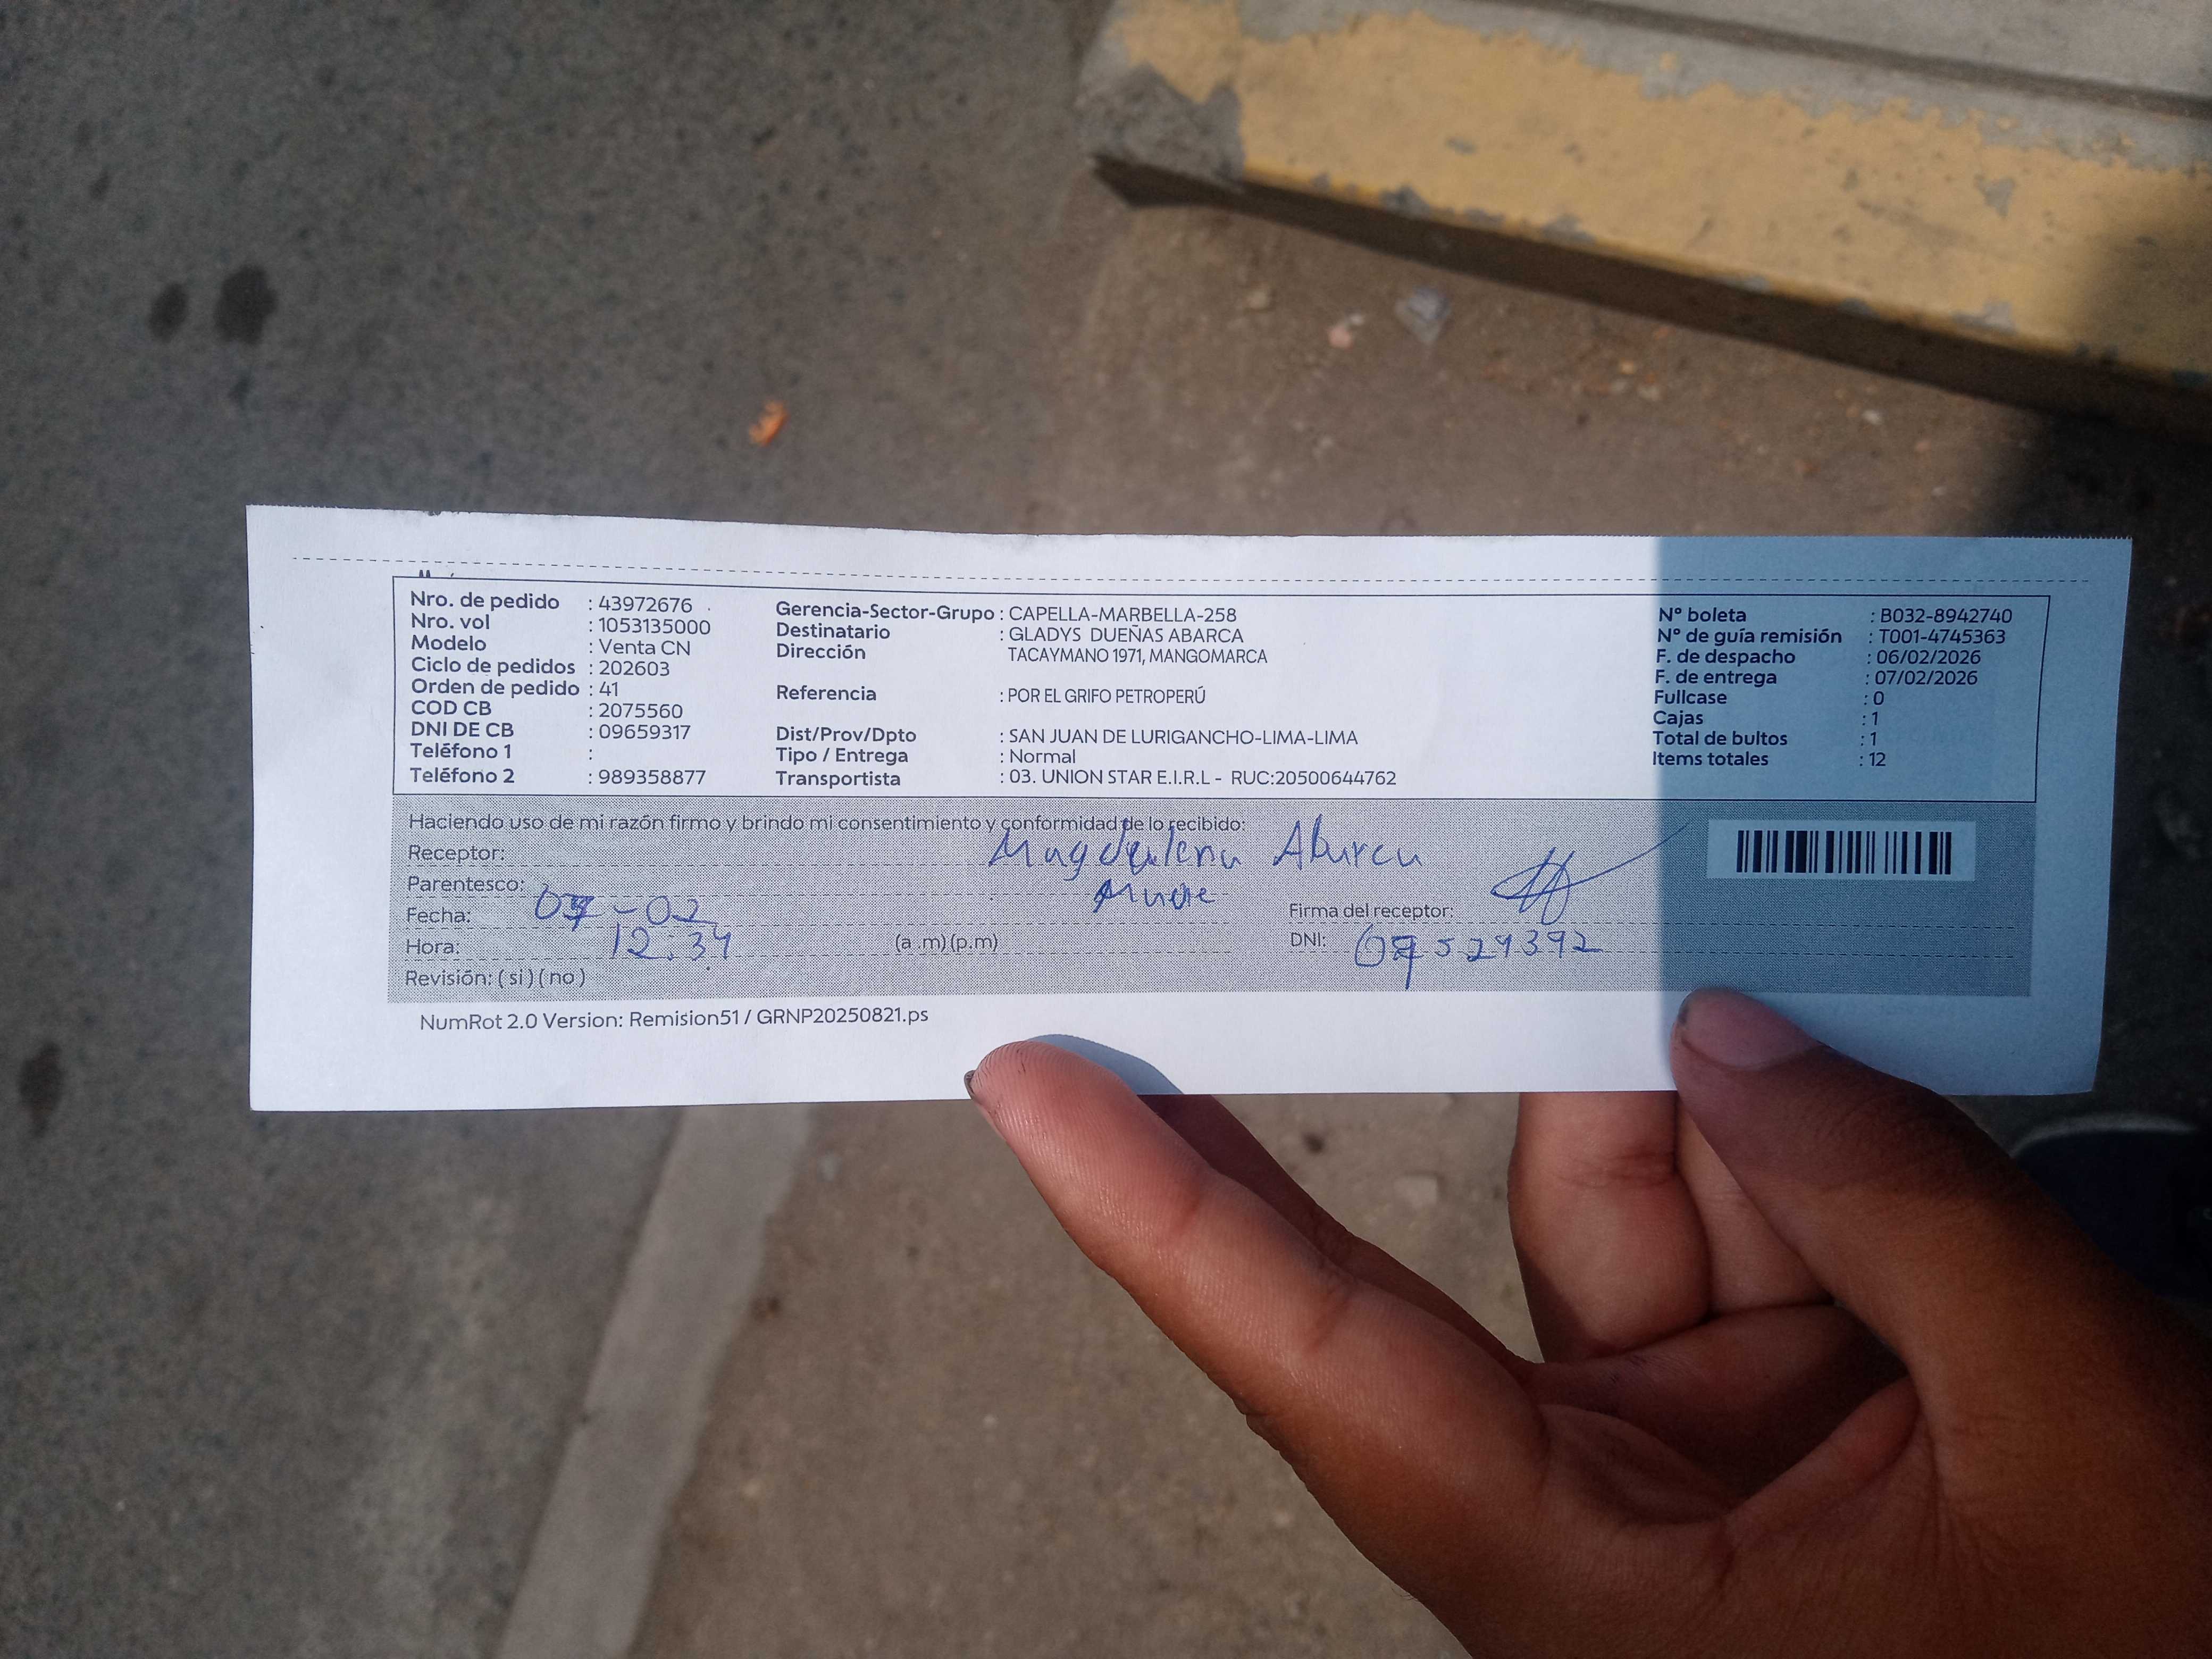 Nro. de pedido : 43972676
Nro. vol : 1053135000
Modelo : Venta CN
Ciclo de pedidos : 202603
Orden de pedido : 41
COD CB : 2075560
DNI DE CB : 09659317
Teléfono 1 :
Teléfono 2 : 989358877
Gerencia-Sector-Grupo : CAPELLA-MARBELLA-258
Destinatario : GLADYS DUEÑAS ABARCA
Dirección TACAYMANO 1971, MANGOMARCA
Referencia : POR EL GRIFO PETROPERÚ
Dist/Prov/Dpto : SAN JUAN DE LURIGANCHO-LIMA-LIMA
Tipo / Entrega : Normal
Transportista : 03. UNION STAR E.I.R.L - RUC:20500644762
Nº boleta : B032-8942740
Nº de guía remisión : T001-4745363
F. de despacho : 06/02/2026
F. de entrega : 07/02/2026
Fullcase : 0
Cajas : 1
Total de bultos : 1
Items totales : 12
Haciendo uso de mi razón firmo y brindo mi consentimiento y conformidad de lo recibido:
Receptor: Magdalena Abarca
Parentesco:
Fecha: 07-02
Firma del receptor:
Hora: 12:34 (a .m)(p.m)
DNI:
Revisión: ( si ) ( no )
NumRot 2.0 Version: Remision51 / GRNP20250821.ps